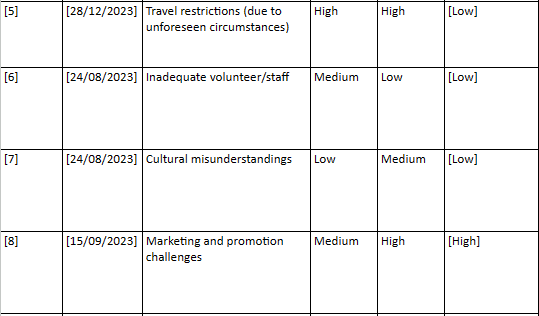 [5] [28/12/2023] Travel restrictions (due to High High [Low]
unforeseen circumstances)
[6] [24/08/2023] Inadequate volunteer/staff Medium Low [Low]
[7] [24/08/2023] Cultural misunderstandings Low Medium [Low]
[8] [15/09/2023] Marketing and promotion Medium High [High]
challenges